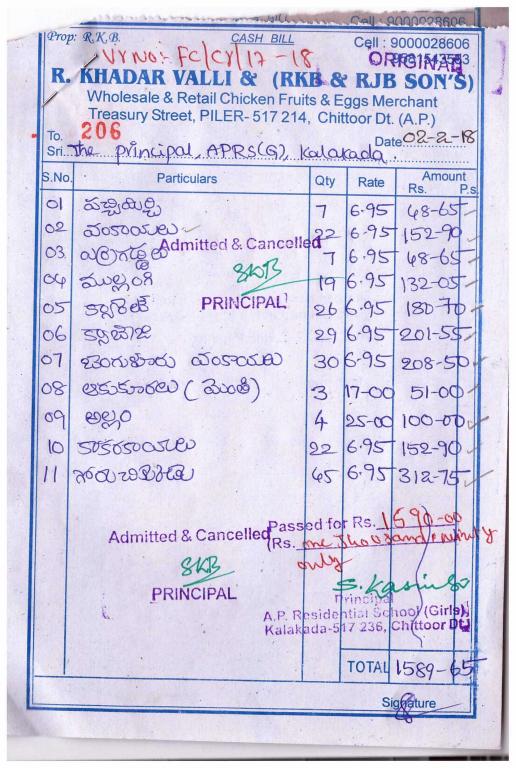 Cell : 9000028606
Prop: R.K.B.
CASH BILL
Cell : 9000028606
Vr No: FC/CY/17-18
ORIGINAL
R. KHADAR VALLI & (RKB & RJB SON'S)
Wholesale & Retail Chicken Fruits & Eggs Merchant
Treasury Street, PILER- 517 214, Chittoor Dt. (A.P.)
To. 206
Date 02-2-18
Sri. The principal, APRS(G), Kalakada.
S.No. Particulars Qty Rate Amount
Rs. Ps.
01 పచ్చిమిర్చి 7 6-95 48-65
02 వంకాయలు 22 6-95 152-90
03 ఎర్రగడ్డలు 7 6-95 48-65
Admitted & Cancelled
SKB
04 ముల్లంగి 19 6-95 132-05
PRINCIPAL
05 క్యారెట్ 26 6-95 180-70
06 క్యాబేజి 29 6-95 201-55
07 బెంగుళూరు వంకాయలు 30 6-95 208-50
08 ఆకుకూరలు (మెంతి) 3 17-00 51-00
09 అల్లం 4 25-00 100-00
10 కాకరకాయలు 22 6-95 152-90
11 గోరుచిక్కుడు 45 6-95 312-75
Passed for Rs. 1690-00
Admitted & Cancelled
(Rs. one Thousand ninty
only
SKB
PRINCIPAL
Principal
A.P. Residential School (Girls)
Kalakada-517 236, Chittoor Dt.
TOTAL 1589-65
Signature